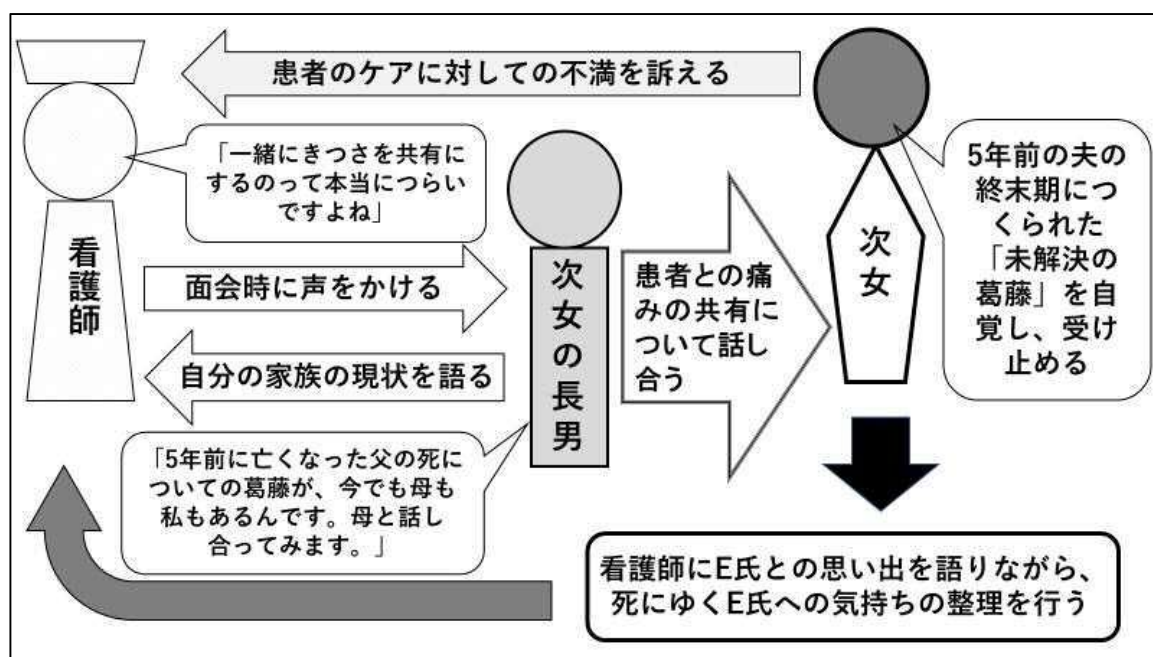 患者のケアに対しての不満を訴える
「一緒にきつさを共有に
するのって本当につらい
ですよね」
看護師
面会時に声をかける
自分の家族の現状を語る
次女の長男
「5年前に亡くなった父の死に
ついての葛藤が、今でも母も
私もあるんです。母と話し
合ってみます。」
患者との痛
みの共有に
ついて話し
合う
次女
5年前の夫の
終末期につ
くられた
「未解決の
葛藤」を自
覚し、受け
止める
看護師にE氏との思い出を語りながら、
死にゆくE氏への気持ちの整理を行う